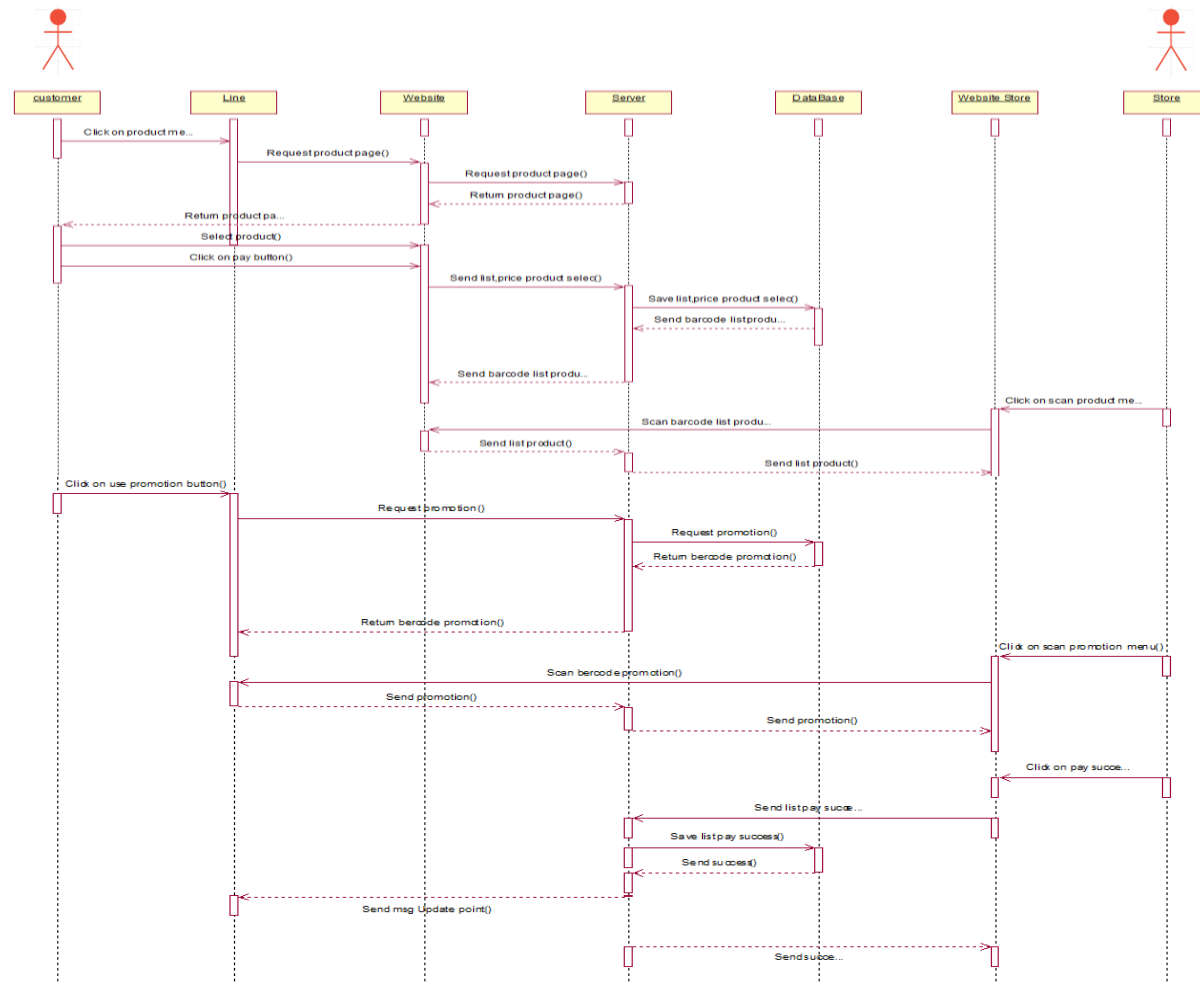 customer
Line
Website
Server
DataBase
Website Store
Store
Click on product me...
Request product page()
Request product page()
Return product page()
Return product pa...
Select product()
Click on pay button()
Send list,price product selec()
Save list,price product selec()
Send barcode list produ...
Send barcode list produ...
Click on scan product me...
Scan barcode list produ...
Send list product()
Send list product()
Click on use promotion button()
Request promotion()
Request promotion()
Return bercode promotion()
Return bercode promotion()
Click on scan promotion menu()
Scan bercode promotion()
Send promotion()
Send promotion()
Click on pay succe...
Send list pay succe...
Save list pay success()
Send success()
Send msg Update point()
Send succe...